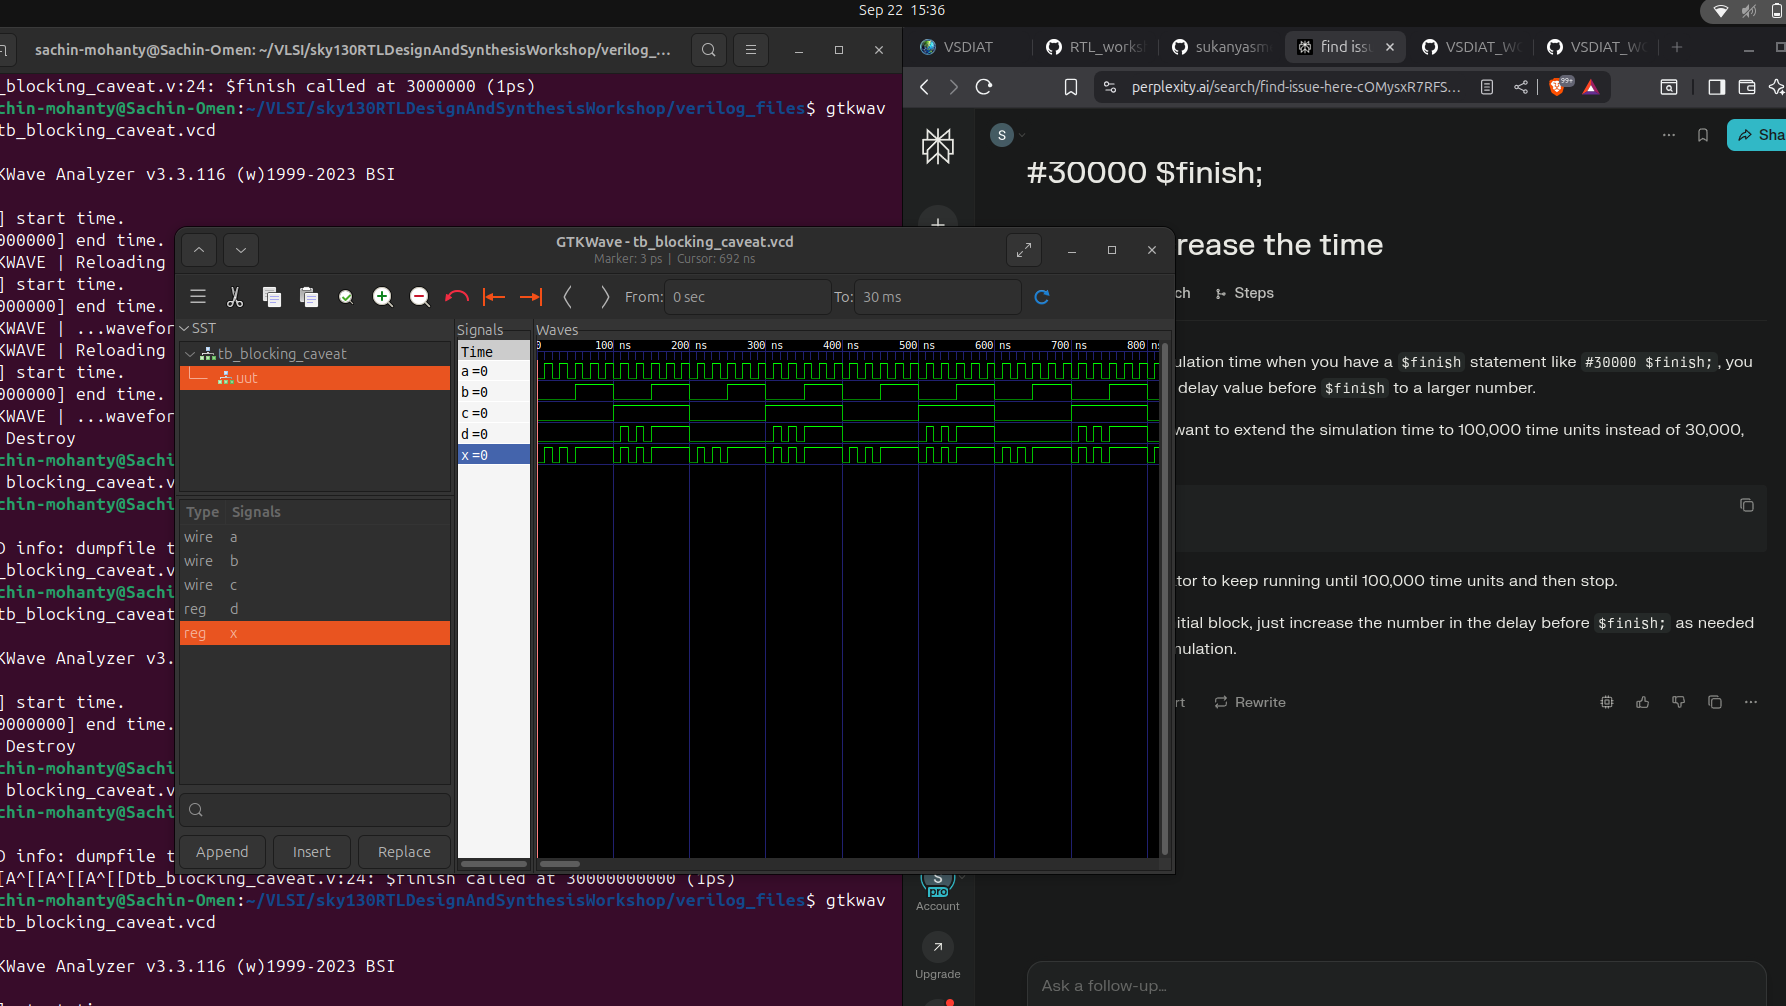 Sep 22 15:36
sachin-mohanty@Sachin-Omen: ~/VLSI/sky130RTLDesignAndSynthesisWorkshop/verilog_...
_blocking_caveat.v:24: $finish called at 3000000 (1ps)
chin-mohanty@Sachin-Omen:~/VLSI/sky130RTLDesignAndSynthesisWorkshop/verilog_files$ gtkwav
tb_blocking_caveat.vcd
KWave Analyzer v3.3.116 (w)1999-2023 BSI
] start time.
000000] end time.
KWAVE | Reloading
] start time.
000000] end time.
KWAVE | ...wavefor
KWAVE | Reloading
] start time.
000000] end time.
KWAVE | ...wavefor
Destroy
chin-mohanty@Sachi
blocking_caveat.v
chin-mohanty@Sachi
D info: dumpfile t
_blocking_caveat.v
chin-mohanty@Sachi
tb_blocking_caveat
KWave Analyzer v3.
] start time.
0000000] end time.
Destroy
chin-mohanty@Sachi
blocking_caveat.v
chin-mohanty@Sachi
D info: dumpfile t
[A^[[A^[[A^[[Dtb_blocking_caveat.v:24: $finish called at 30000000000 (1ps)
chin-mohanty@Sachin-Omen:~/VLSI/sky130RTLDesignAndSynthesisWorkshop/verilog_files$ gtkwav
tb_blocking_caveat.vcd
KWave Analyzer v3.3.116 (w)1999-2023 BSI
GTKWave - tb_blocking_caveat.vcd
Marker: 3 ps | Cursor: 692 ns
From: 0 sec To: 30 ms
SST
tb_blocking_caveat
uut
Type Signals
wire a
wire b
wire c
reg d
reg x
Append Insert Replace
Signals
Time
a=0
b=0
c=0
d=0
x=0
Waves
0 100 ns 200 ns 300 ns 400 ns 500 ns 600 ns 700 ns 800 ns
VSDIAT RTL_works sukanyasm find issu VSDIAT_WO VSDIAT_WO
perplexity.ai/search/find-issue-here-cOMysxR7RFS...
99+
S
Sha
#30000 $finish;
rease the time
ch Steps
ulation time when you have a $finish statement like #30000 $finish; , you
delay value before $finish to a larger number.
want to extend the simulation time to 100,000 time units instead of 30,000,
tor to keep running until 100,000 time units and then stop.
itial block, just increase the number in the delay before $finish; as needed
mulation.
rt Rewrite
S
pro
Account
Upgrade
Ask a follow-up...